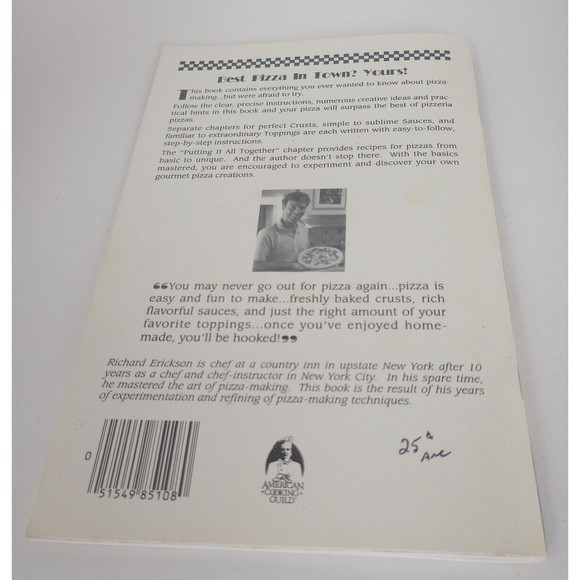 Best Pizza In Town? Yours!
This book contains everything you ever wanted to know about pizza-
making...but were afraid to try.
Follow the clear, precise instructions, numerous creative ideas and prac-
tical hints in this book and your pizza will surpass the best of pizzeria
pizzas.
Separate chapters for perfect Crusts, simple to sublime Sauces, and
familiar to extraordinary Toppings are each written with easy-to-follow,
step-by-step instructions.
The "Putting It All Together" chapter provides recipes for pizzas from
basic to unique. And the author doesn't stop there. With the basics
mastered, you are encouraged to experiment and discover your own
gourmet pizza creations.
“You may never go out for pizza again...pizza is
easy and fun to make...freshly baked crusts, rich
flavorful sauces, and just the right amount of your
favorite toppings...once you've enjoyed home-
made, you'll be hooked!”
Richard Erickson is chef at a country inn in upstate New York after 10
years as a chef and chef-instructor in New York City. In his spare time,
he mastered the art of pizza-making. This book is the result of his years
of experimentation and refining of pizza-making techniques.
0 51549 85108
The
AMERICAN
COOKING
GUILD
25¢